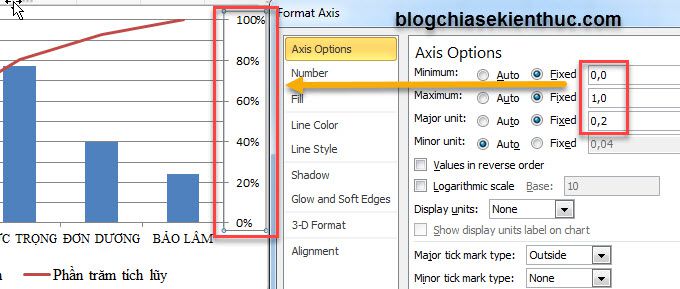 Format Axis
blogchiasekienthuc.com
100%
80%
60%
40%
20%
0%
ỨC TRỌNG ĐƠN DƯƠNG BẢO LÂM
Phần trăm tích lũy
Axis Options
Number
Fill
Line Color
Line Style
Shadow
Glow and Soft Edges
3-D Format
Alignment
Axis Options
Minimum: Auto Fixed 0,0
Maximum: Auto Fixed 1,0
Major unit: Auto Fixed 0,2
Minor unit: Auto Fixed 0,04
Values in reverse order
Logarithmic scale Base: 10
Display units: None
Show display units label on chart
Major tick mark type: Outside
Minor tick mark type: None